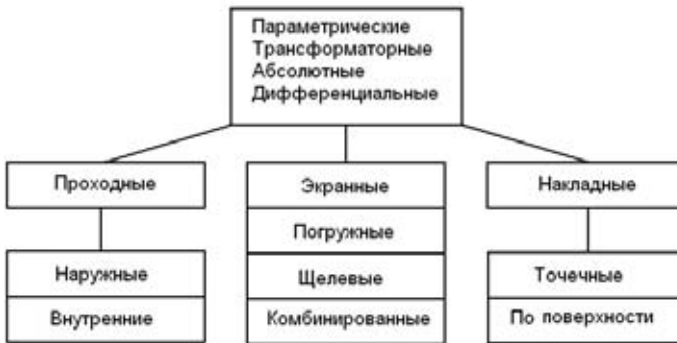 Параметрические
Трансформаторные
Абсолютные
Дифференциальные
Проходные
Наружные
Внутренние
Экранные
Погружные
Щелевые
Комбинированные
Накладные
Точечные
По поверхности